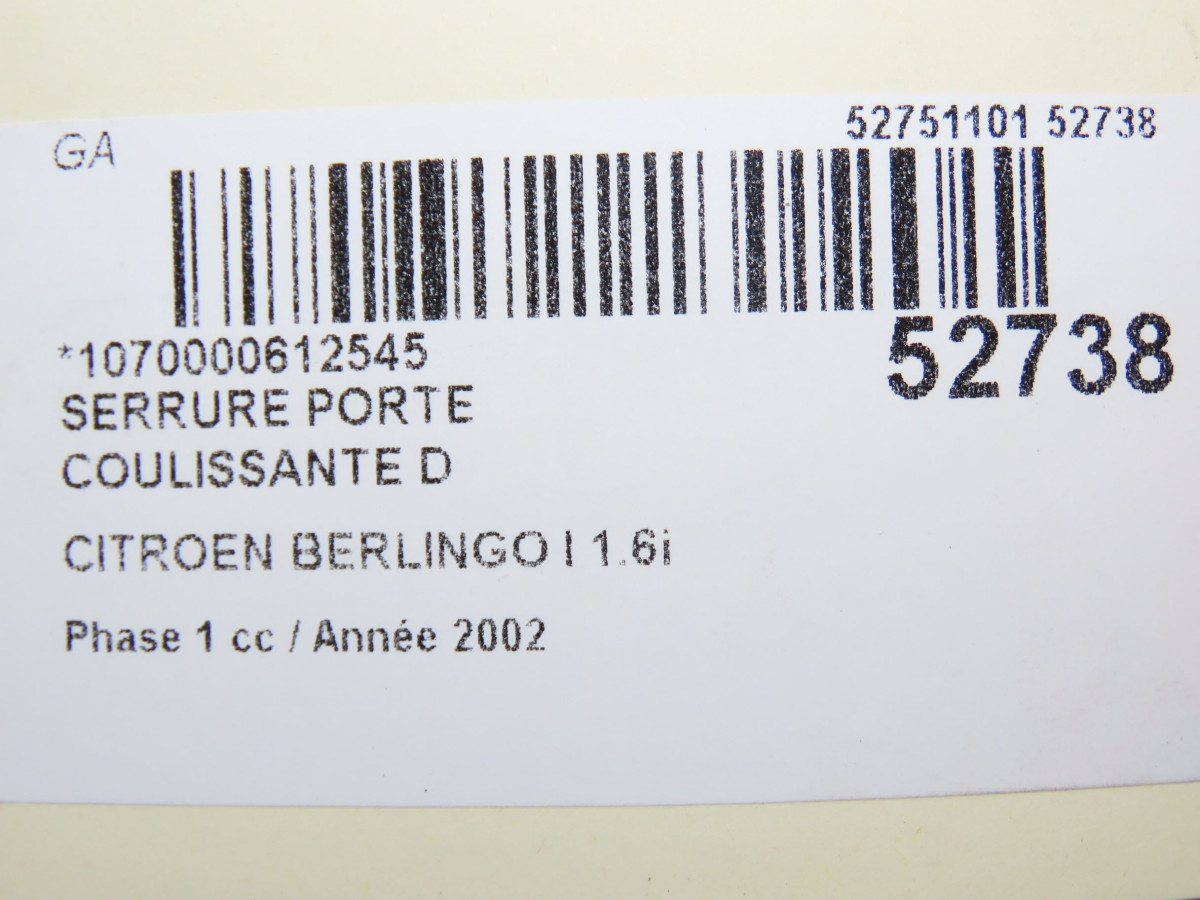 GA
52751101 52738
*1070000612545
52738
SERRURE PORTE
COULISSANTE D
CITROEN BERLINGO I 1.6i
Phase 1 cc / Année 2002